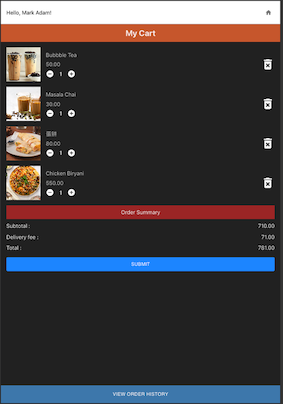 Hello, Mark Adam!
My Cart
Bubbble Tea
50.00
1
Masala Chai
30.00
1
蛋餅
80.00
1
Chicken Biryani
550.00
1
Order Summary
Subtotal : 710.00
Delivery fee : 71.00
Total : 781.00
SUBMIT
VIEW ORDER HISTORY